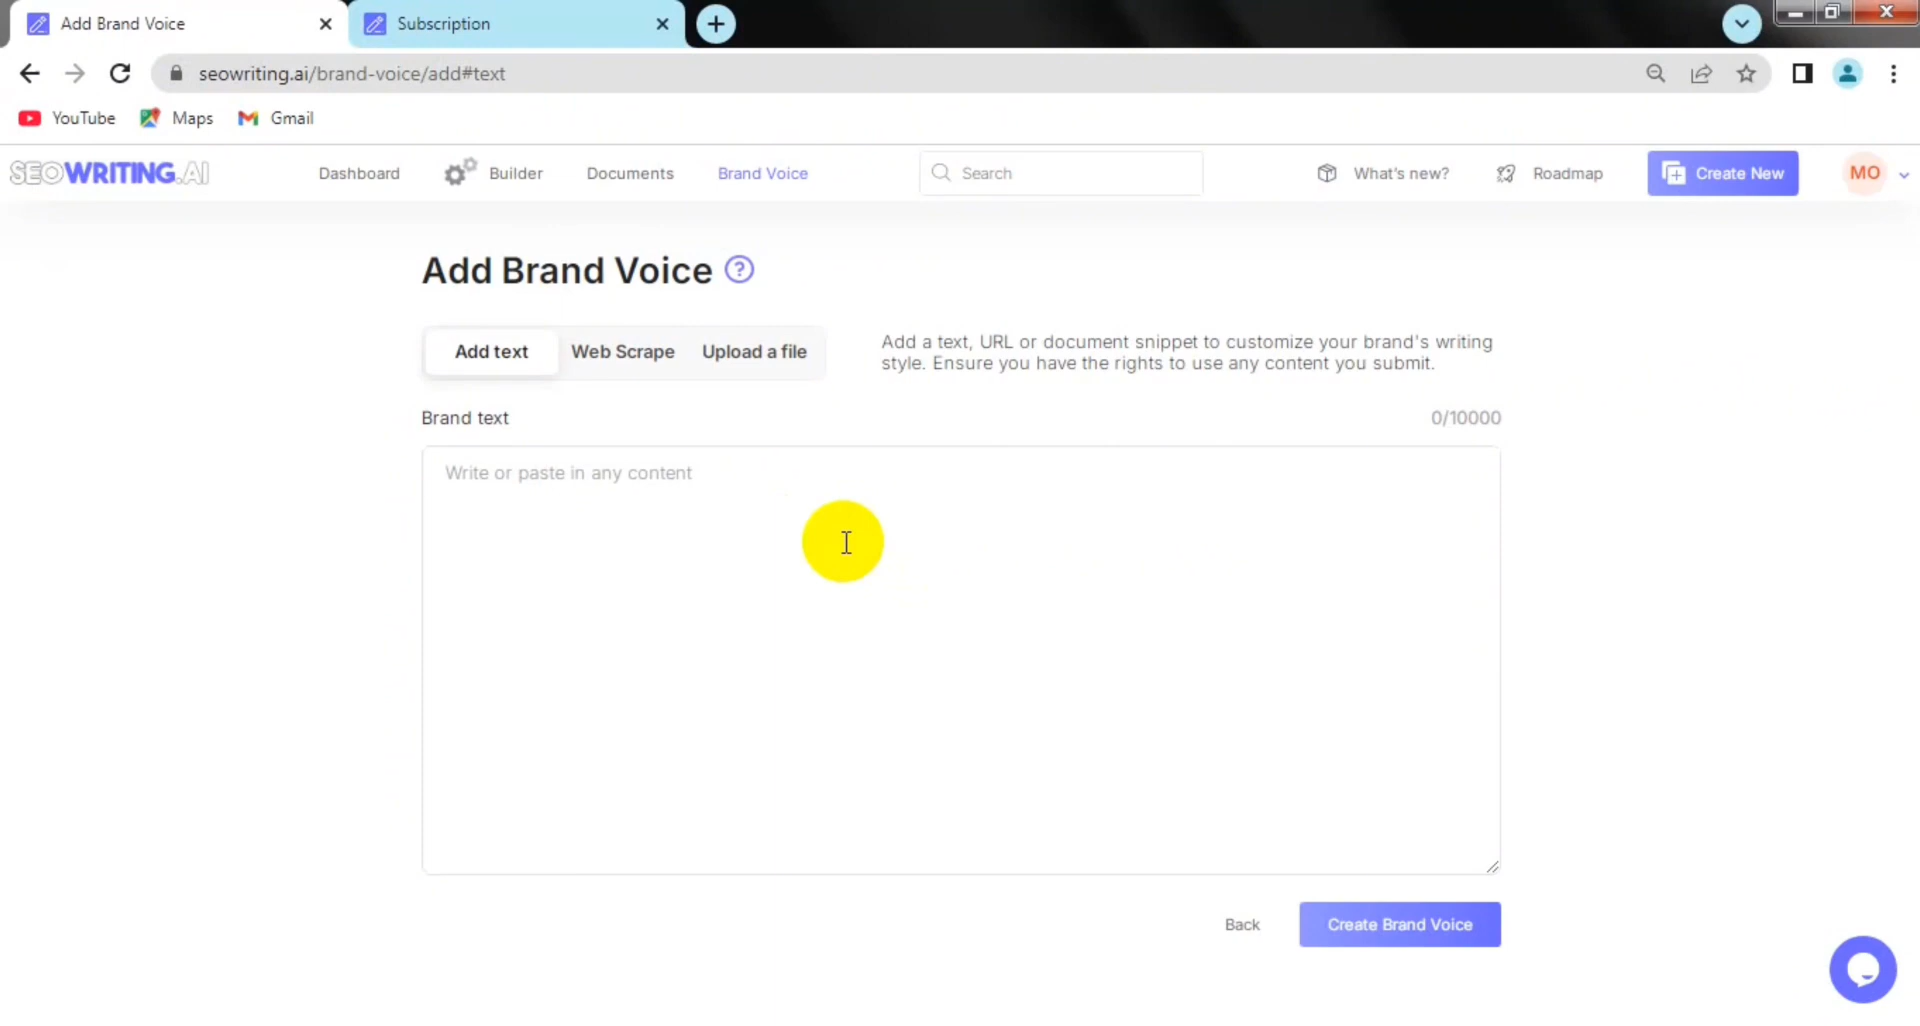 Add Brand Voice
Subscription
seowriting.ai/brand-voice/add#text
YouTube
Maps
Gmail
SEOWRITING.AI
Dashboard
Builder
Documents
Brand Voice
Search
What's new?
Roadmap
Create New
MO
Add Brand Voice ?
Add text
Web Scrape
Upload a file
Add a text, URL or document snippet to customize your brand's writing
style. Ensure you have the rights to use any content you submit.
Brand text
0/10000
Write or paste in any content
Back
Create Brand Voice